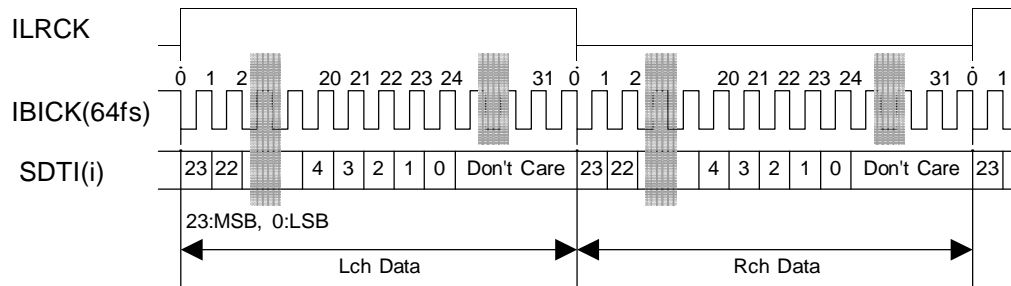 ILRCK
0 1 2 20 21 22 23 24 31 0 1 2 20 21 22 23 24 31 0 1
IBICK(64fs)
SDTI(i)
23 22 4 3 2 1 0 Don't Care 23 22 4 3 2 1 0 Don't Care 23
23:MSB, 0:LSB
Lch Data Rch Data